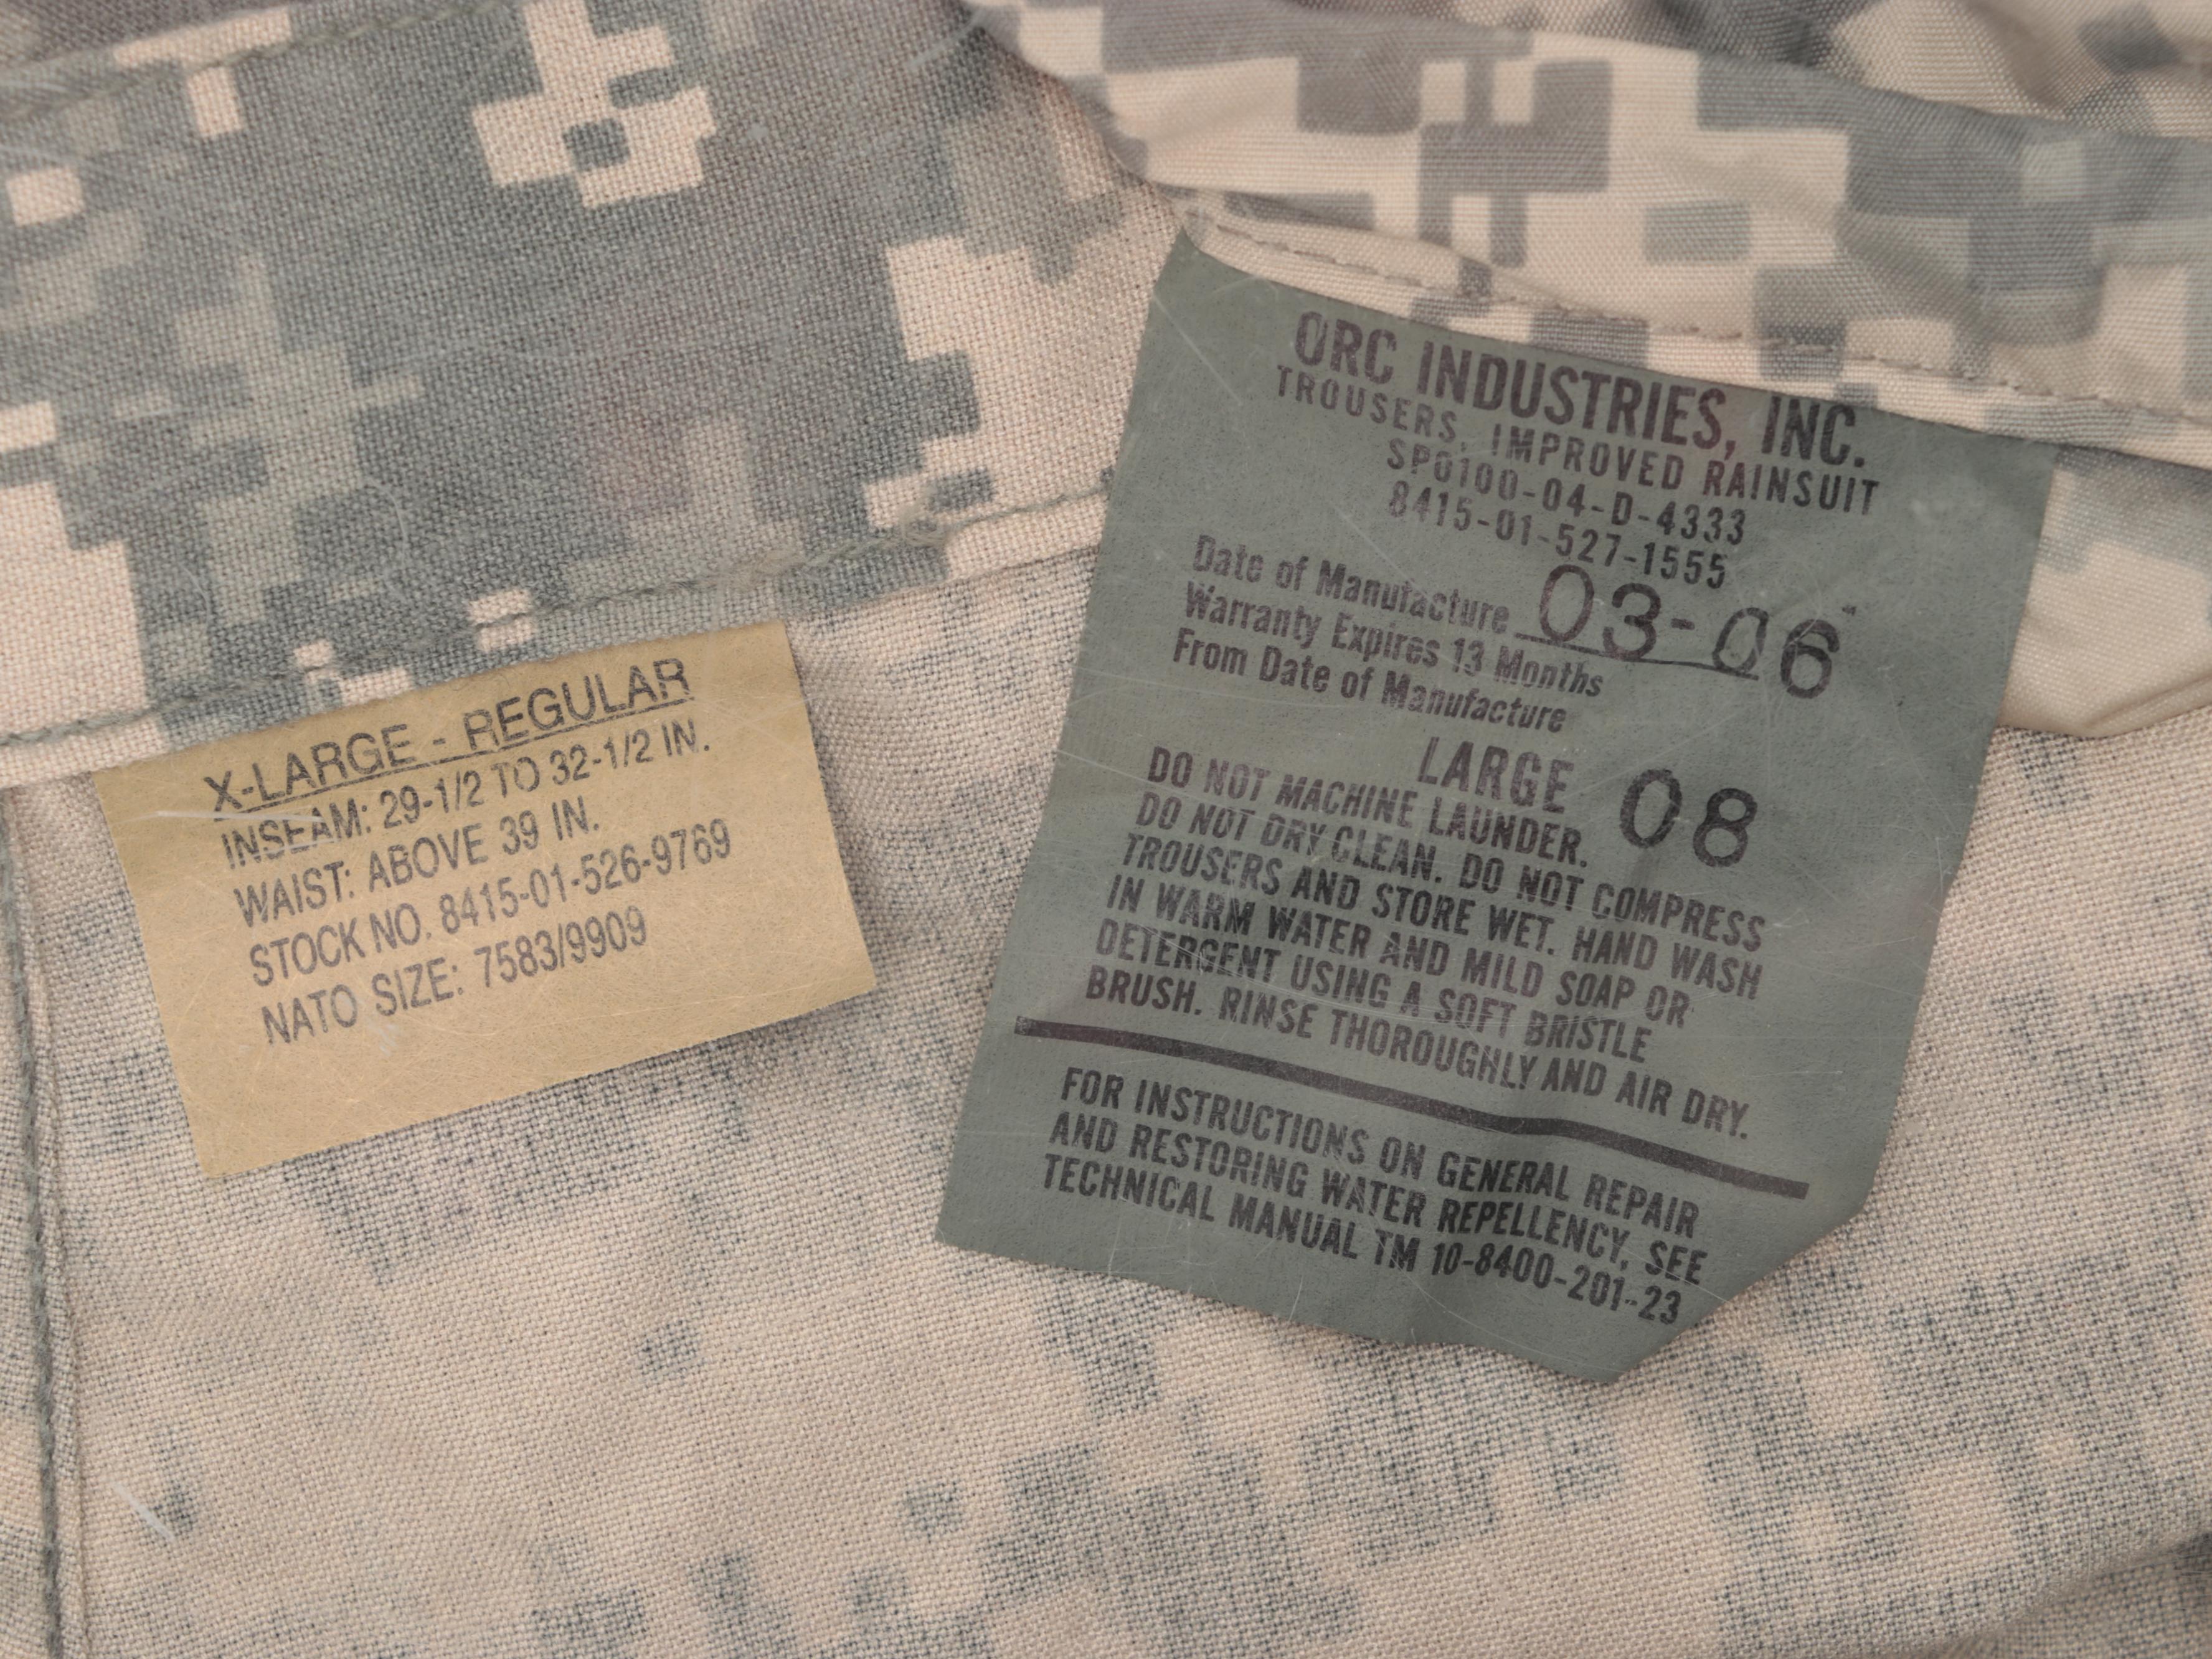 X-LARGE - REGULAR
INSEAM: 29-1/2 TO 32-1/2 IN.
WAIST: ABOVE 39 IN.
STOCK NO. 8415-01-526-9769
NATO SIZE: 7583/9909
ORC INDUSTRIES, INC.
TROUSERS, IMPROVED RAINSUIT
SP0100-04-D-4333
8415-01-527-1555
Date of Manufacture 03-06
Warranty Expires 13 Months
From Date of Manufacture
LARGE 08
DO NOT MACHINE LAUNDER.
DO NOT DRY CLEAN. DO NOT COMPRESS
TROUSERS AND STORE WET. HAND WASH
IN WARM WATER AND MILD SOAP OR
DETERGENT USING A SOFT BRISTLE
BRUSH. RINSE THOROUGHLY AND AIR DRY.
FOR INSTRUCTIONS ON GENERAL REPAIR
AND RESTORING WATER REPELLENCY, SEE
TECHNICAL MANUAL TM 10-8400-201-23